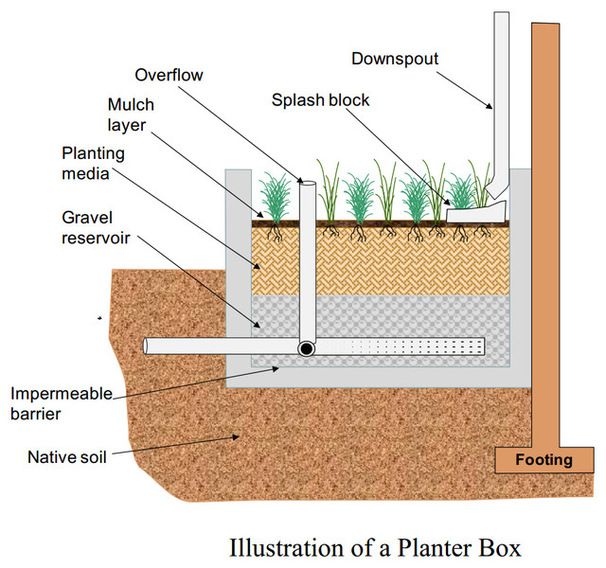 Downspout
Overflow
Splash block
Mulch
layer
Planting
media
Gravel
reservoir
Impermeable
barrier
Native soil
Footing
Illustration of a Planter Box